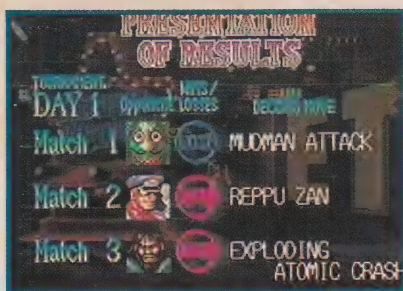 PRESENTATION
OF RESULTS
TOURNAMENT
DAY 1 Opponent WINS/
LOSSES DECIDING MOVE
Match 1 MUDMAN ATTACK
Match 2 REPPU ZAN
Match 3 EXPLODING
ATOMIC CRASH